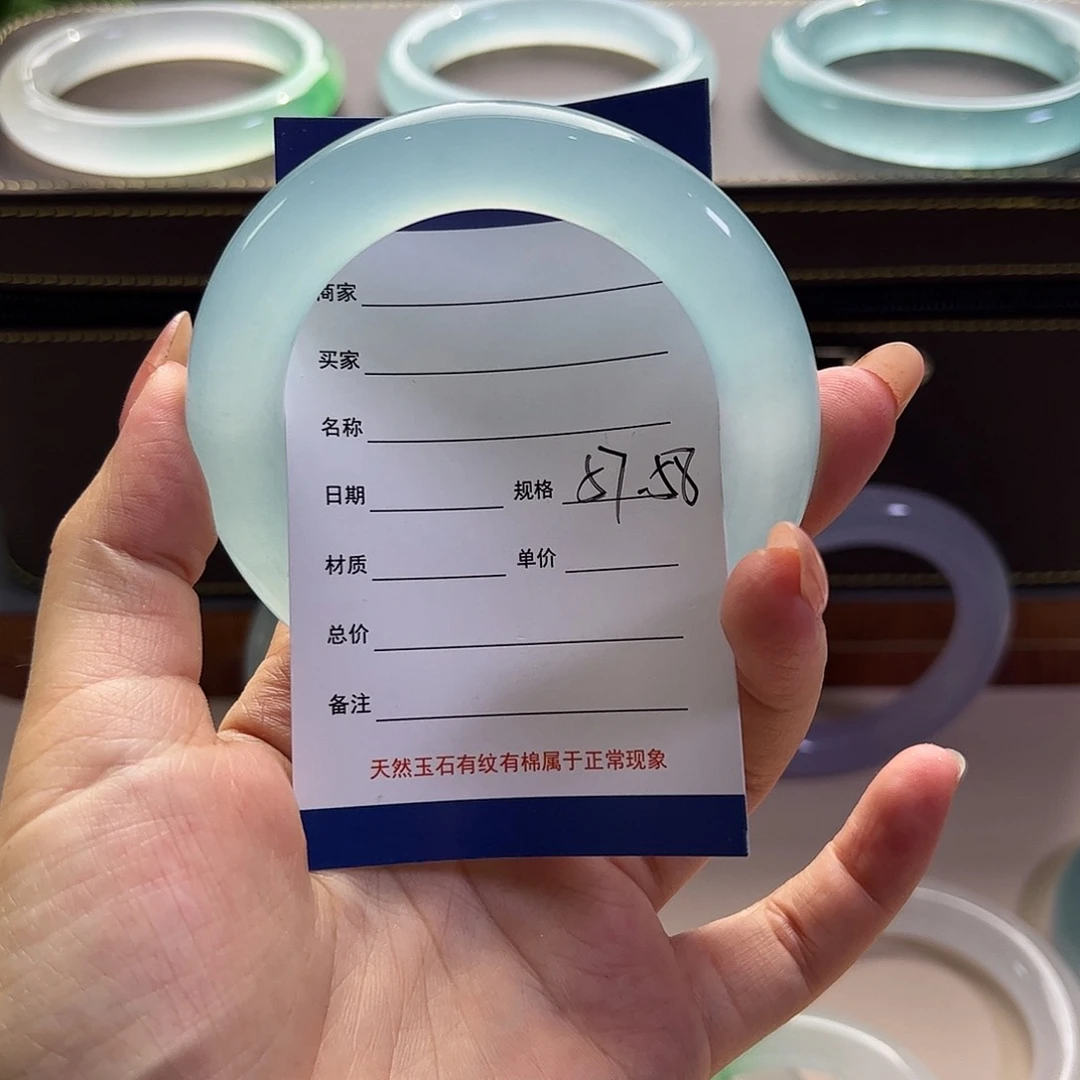 商家
买家
名称
日期 规格 57.58
材质 单价
总价
备注
天然玉石有纹有棉属于正常现象